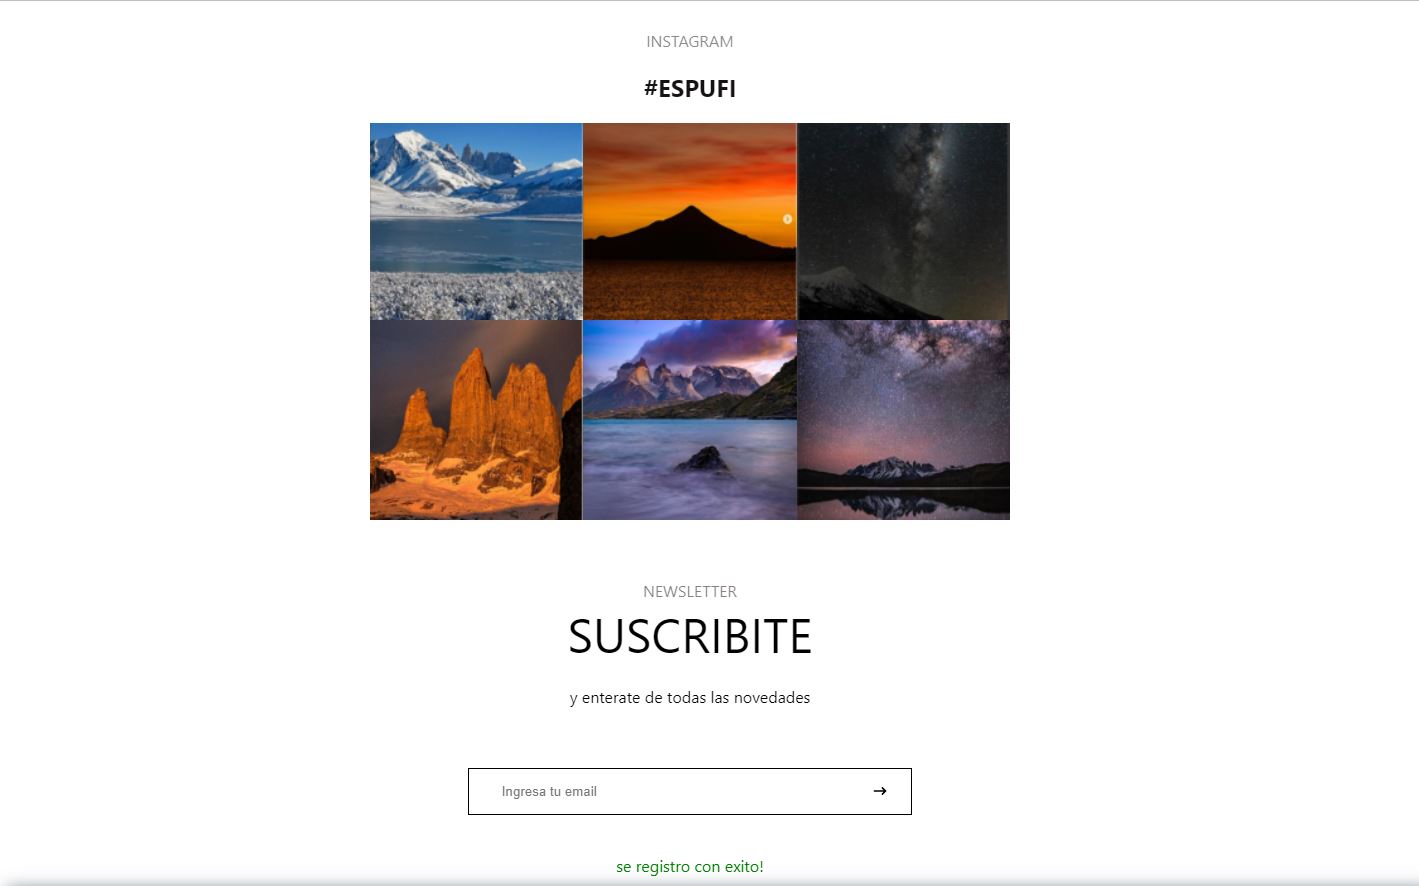 INSTAGRAM
#ESPUFI
NEWSLETTER
SUSCRIBITE
y enterate de todas las novedades
Ingresa tu email
se registro con exito!